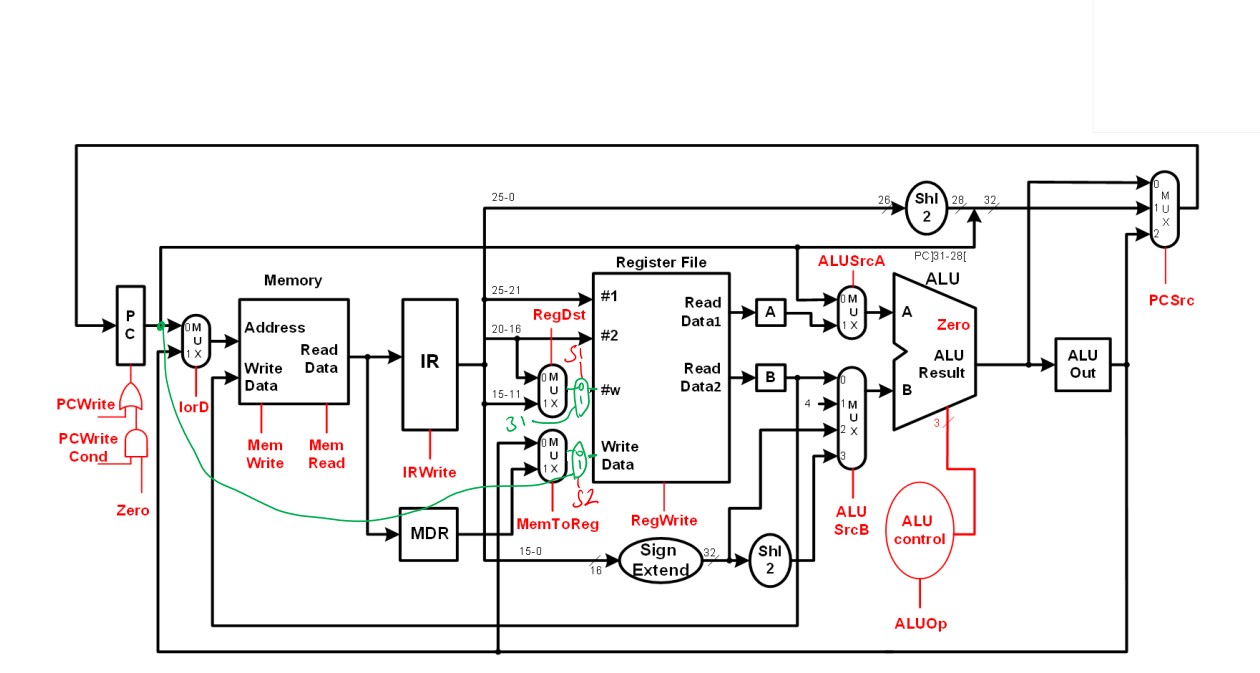 25-0
26
Shl
2
28
32
0
M
U
X
1
2
PCSrc
PC]31-28[
Memory
Register File
ALUSrcA
ALU
P
C
0
M
U
X
1
IorD
Address
Write
Data
Read
Data
Mem
Write
Mem
Read
IR
IRWrite
25-21
20-16
15-11
RegDst
S1
0
M
U
X
1
0
1
31
#1
#2
#w
Write
Data
Read
Data1
Read
Data2
A
B
0
M
U
X
1
4
0
1
M
U
X
2
3
A
B
Zero
ALU
Result
3
ALU
Out
PCWrite
PCWrite
Cond
Zero
0
M
U
X
1
0
1
S2
MemToReg
RegWrite
ALU
SrcB
ALU
control
ALUOp
MDR
15-0
16
Sign
Extend
32
Shl
2